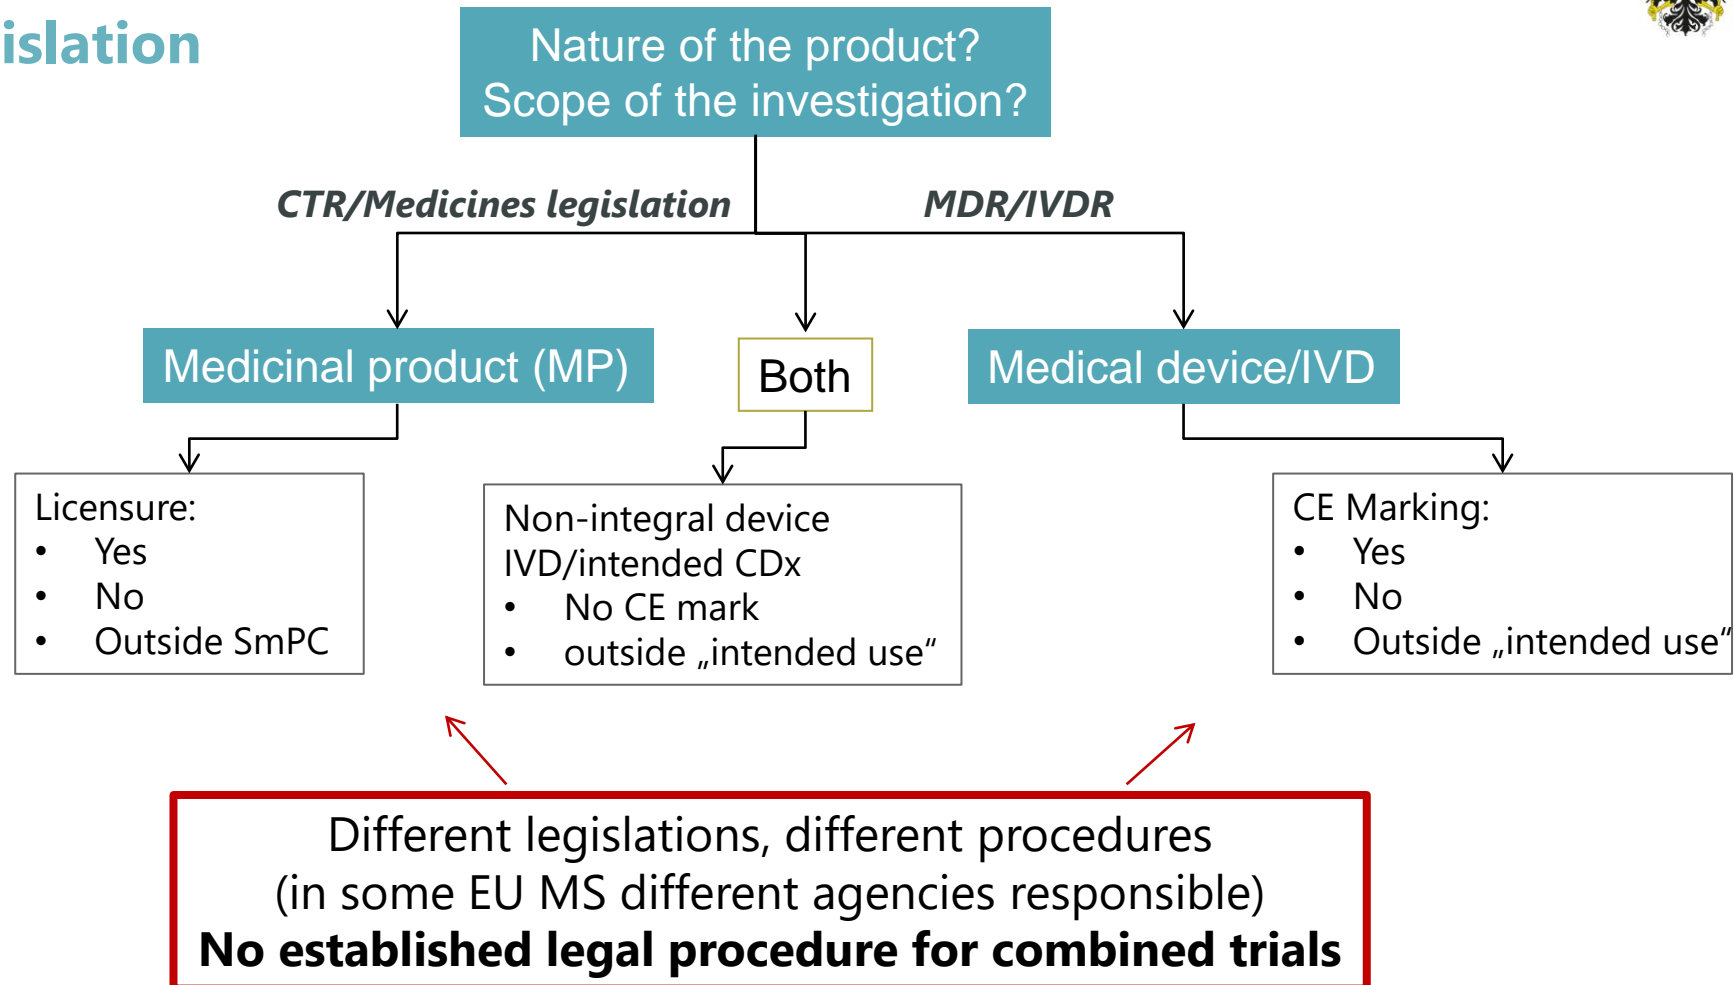 islation
Nature of the product?
Scope of the investigation?
CTR/Medicines legislation
MDR/IVDR
Medicinal product (MP)
Both
Medical device/IVD
Licensure:
• Yes
• No
• Outside SmPC
Non-integral device
IVD/intended CDx
• No CE mark
• outside „intended use“
CE Marking:
• Yes
• No
• Outside „intended use“
Different legislations, different procedures
(in some EU MS different agencies responsible)
No established legal procedure for combined trials